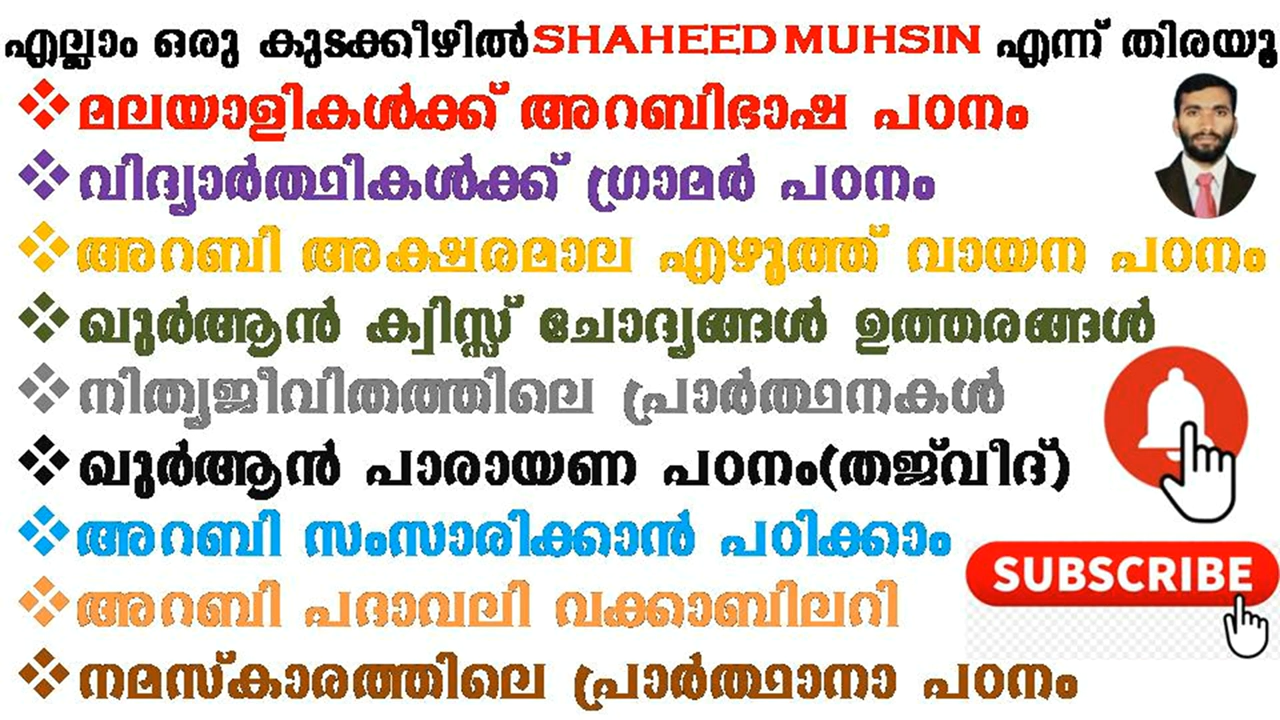 എല്ലാം ഒരു കുടക്കീഴിൽ SHAHEED MUHSIN എന്ന് തിരയൂ
❖മലയാളികൾക്ക് അറബിഭാഷ പഠനം
❖വിദ്യാർത്ഥികൾക്ക് ഗ്രാമർ പഠനം
❖അറബി അക്ഷരമാല എഴുത്ത് വായന പഠനം
❖ഖുർആൻ ക്വിസ്സ് ചോദ്യങ്ങൾ ഉത്തരങ്ങൾ
❖നിത്യജീവിതത്തിലെ പ്രാർത്ഥനകൾ
❖ഖുർആൻ പാരായണ പഠനം(തജ്‌വീദ്)
❖അറബി സംസാരിക്കാൻ പഠിക്കാം
SUBSCRIBE
❖അറബി പദാവലി വക്കാബിലറി
❖നമസ്കാരത്തിലെ പ്രാർത്ഥാനാ പഠനം